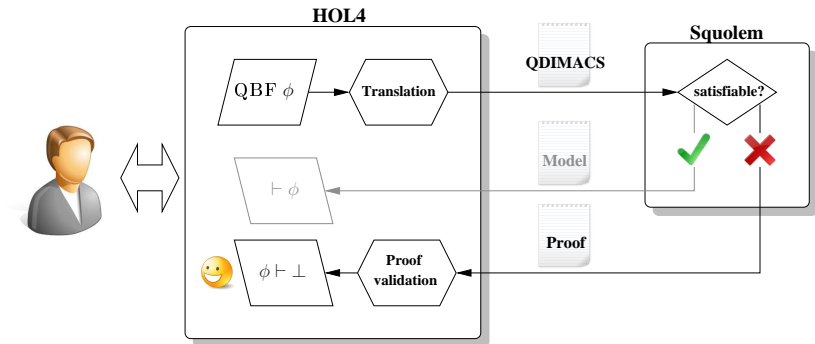 HOL4
Squolem
QBF ϕ
Translation
QDIMACS
satisfiable?
⊢ ϕ
Model
ϕ ⊢ ⊥
Proof
validation
Proof